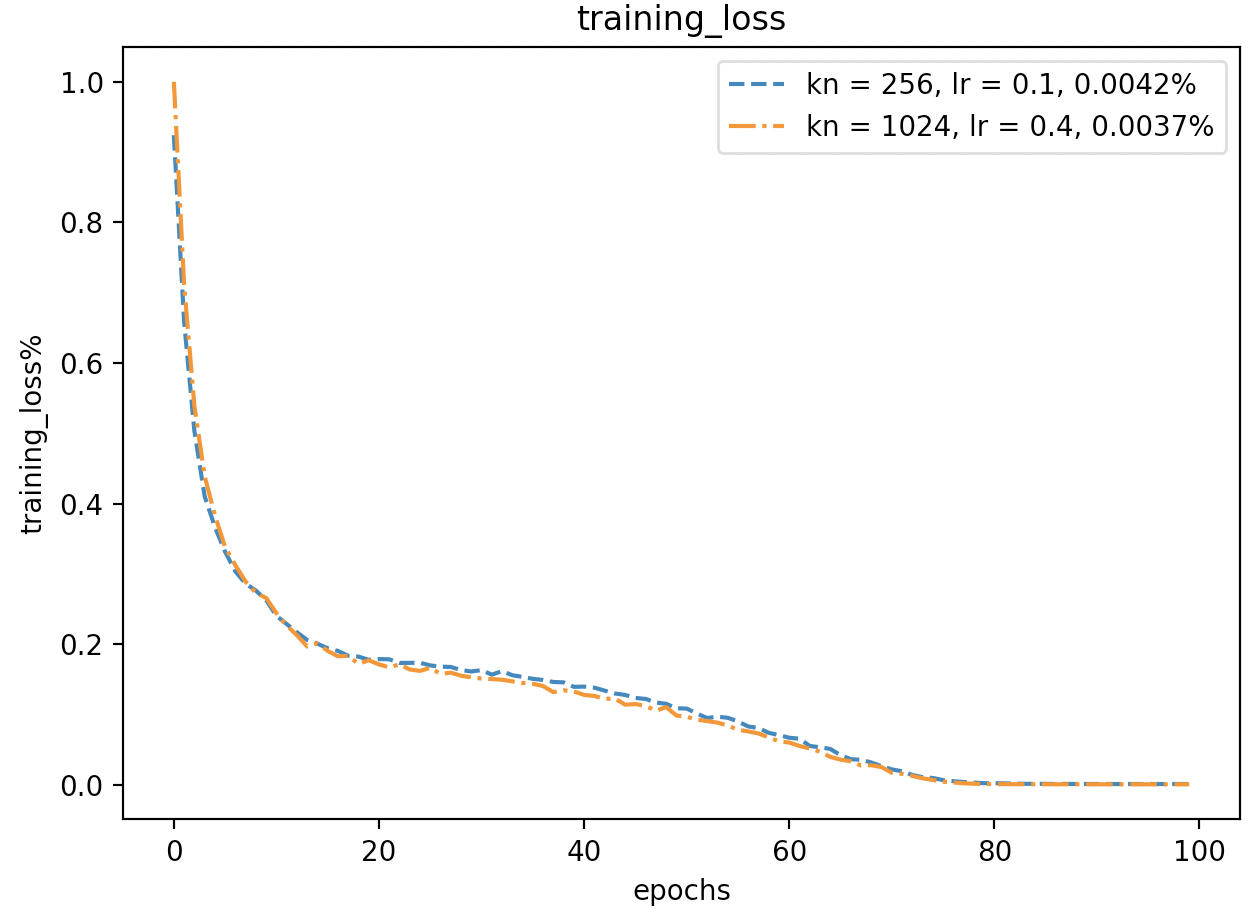 training_loss
kn = 256, lr = 0.1, 0.0042%
kn = 1024, lr = 0.4, 0.0037%
training_loss%
1.0
0.8
0.6
0.4
0.2
0.0
0 20 40 60 80 100
epochs